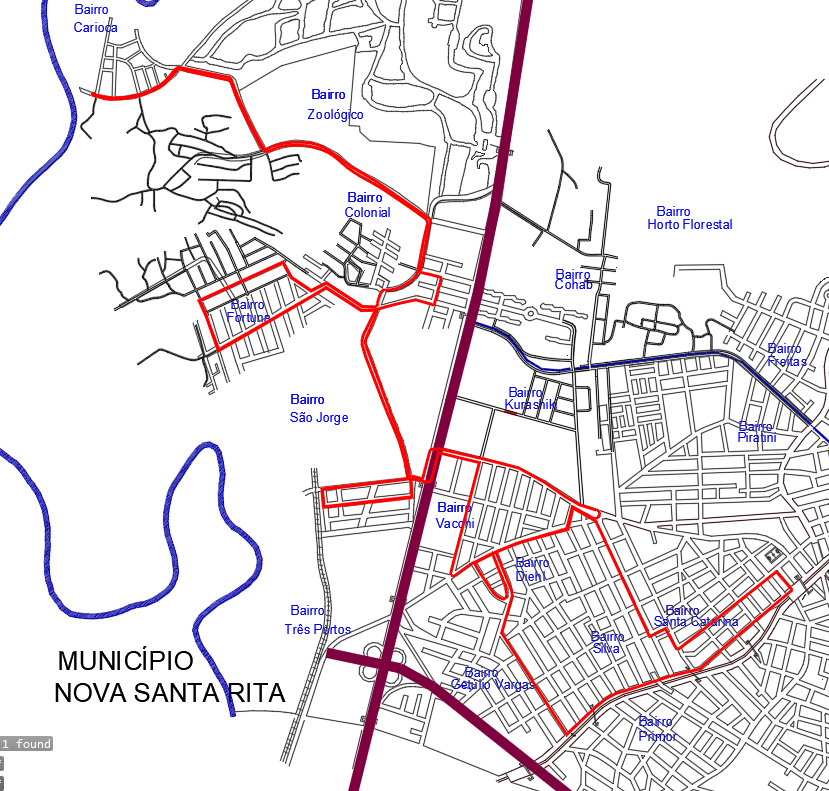 Bairro
Carioca
Bairro
Zoológico
Bairro
Colonial
Bairro
Horto Florestal
Bairro
Cohab
Bairro
Fortuna
Bairro
Freitas
Bairro
Kurashiki
Bairro
São Jorge
Bairro
Piratini
Bairro
Vacchi
Bairro
Diehl
Bairro
Três Portos
Bairro
Santa Catarina
Bairro
Silva
MUNICÍPIO
NOVA SANTA RITA
Bairro
Getúlio Vargas
Bairro
Primor
1 found